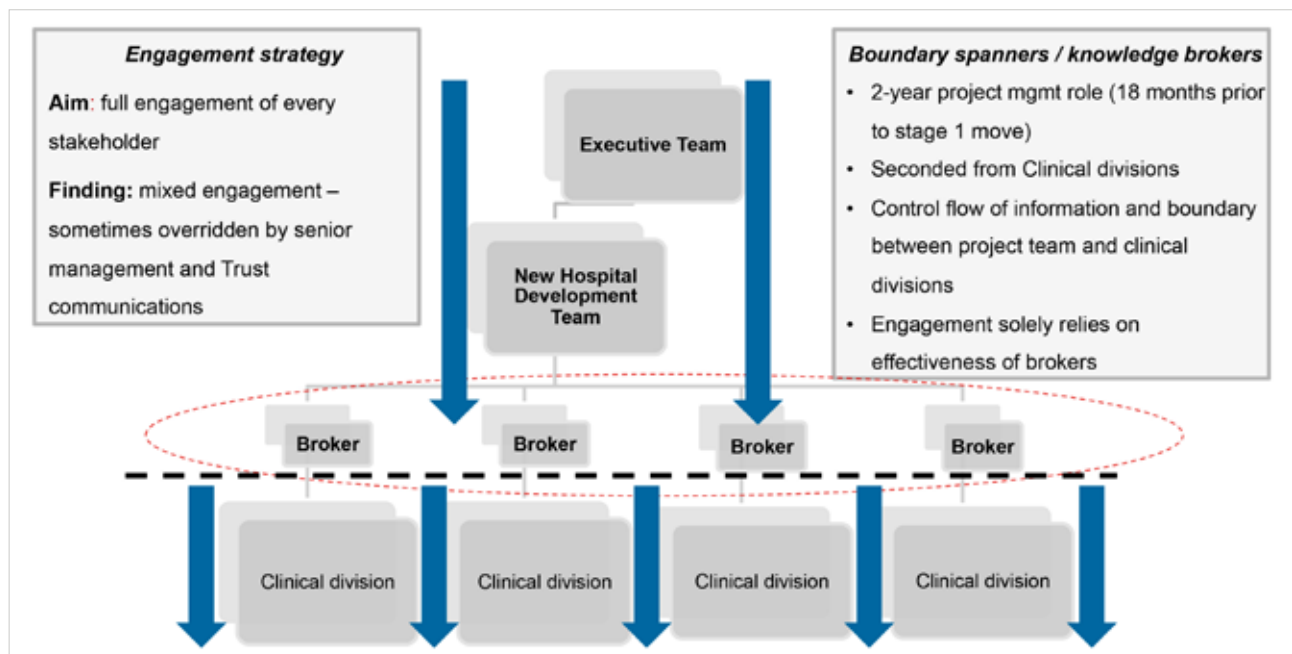 Engagement strategy
Aim: full engagement of every
stakeholder
Finding: mixed engagement –
sometimes overridden by senior
management and Trust
communications
Executive Team
New Hospital
Development
Team
Boundary spanners / knowledge brokers
• 2-year project mgmt role (18 months prior
to stage 1 move)
• Seconded from Clinical divisions
• Control flow of information and boundary
between project team and clinical
divisions
• Engagement solely relies on
effectiveness of brokers
Broker
Broker
Broker
Broker
Clinical division
Clinical division
Clinical division
Clinical division